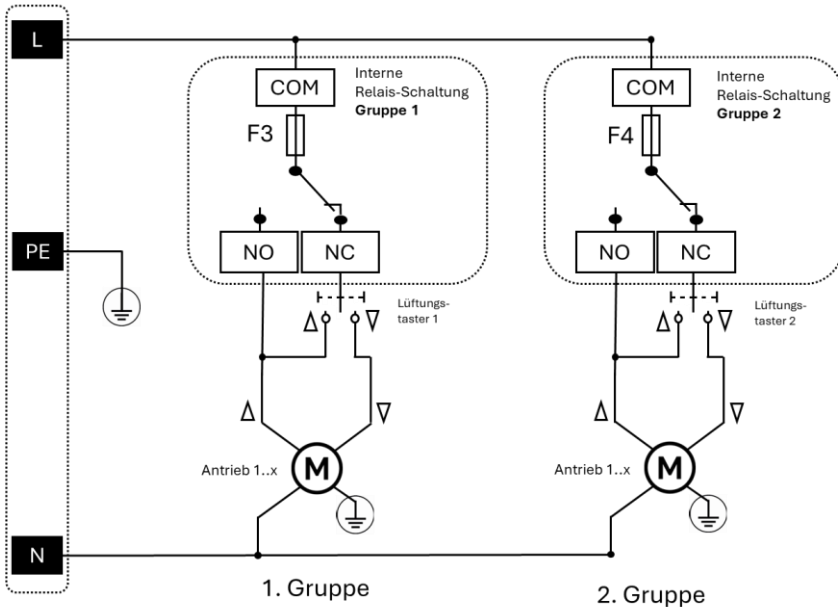 L
Interne
Relais-Schaltung
Gruppe 1
COM
F3
NO
NC
Lüftungs-
taster 1
Antrieb 1..x
M
1. Gruppe
Interne
Relais-Schaltung
Gruppe 2
COM
F4
NO
NC
Lüftungs-
taster 2
Antrieb 1..x
M
2. Gruppe
PE
N